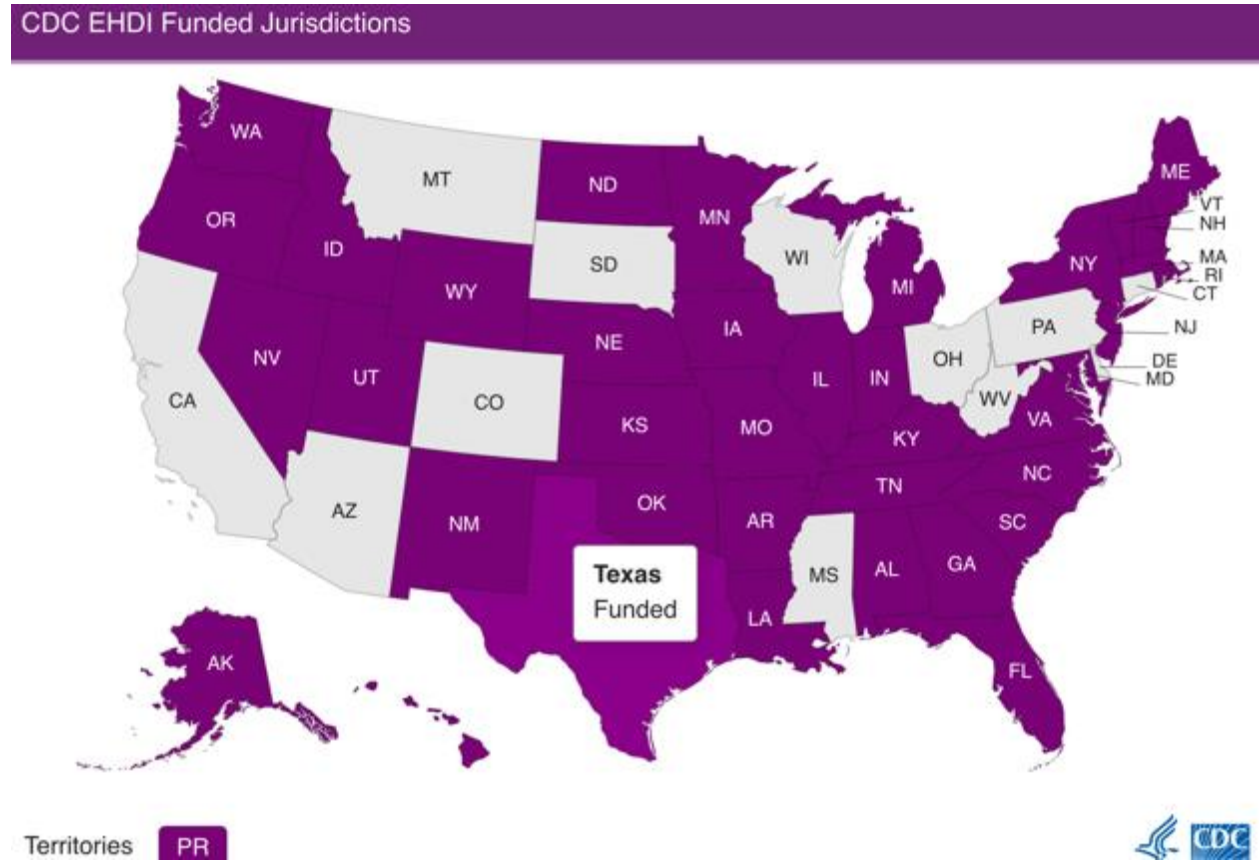 CDC EHDI Funded Jurisdictions
WA
MT
ND
MN
ME
VT
NH
OR
ID
SD
WI
NY
MA
RI
CT
WY
MI
IA
PA
NJ
NE
NV
UT
OH
DE
MD
IL
IN
CA
CO
WV
VA
KS
MO
KY
NC
TN
AZ
NM
OK
AR
SC
MS
AL
GA
Texas
Funded
LA
AK
FL
Territories
PR
CDC